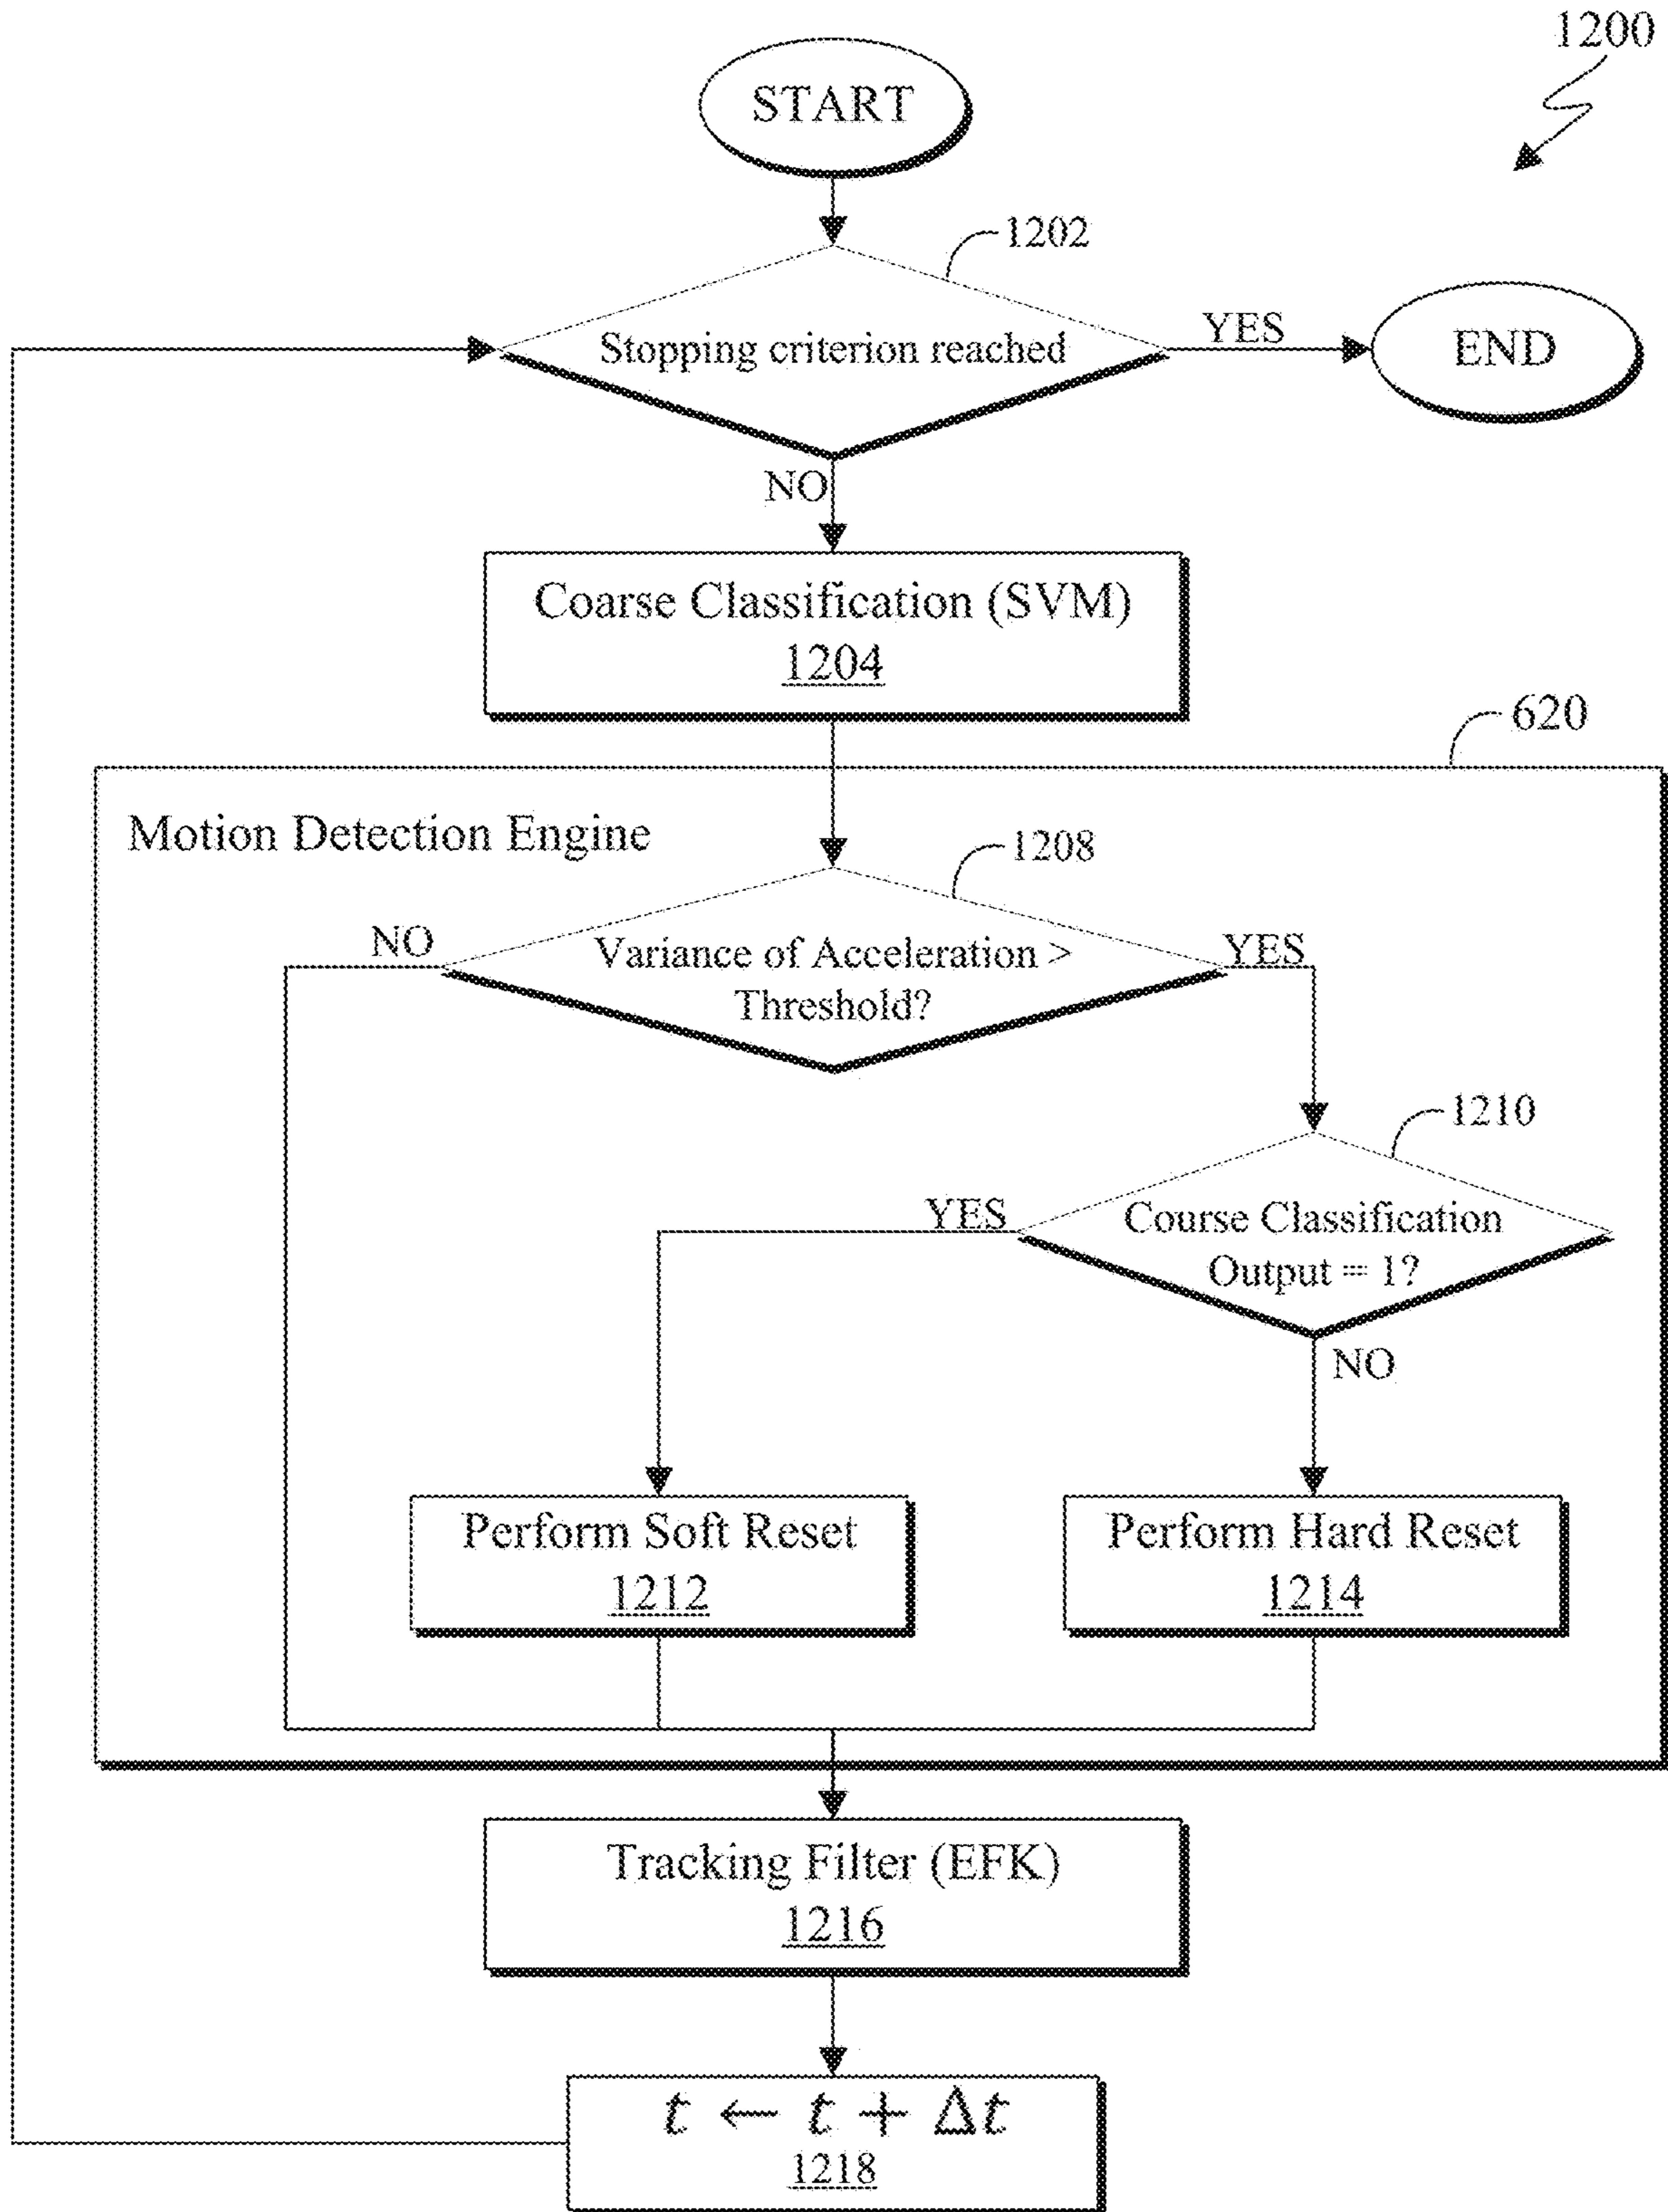 1200
START
1202
Stopping criterion reached
YES
END
NO
Coarse Classification (SVM)
1204
620
Motion Detection Engine
1208
NO
Variance of Acceleration >
Threshold?
YES
1210
YES
Course Classification
Output = 1?
NO
Perform Soft Reset
1212
Perform Hard Reset
1214
Tracking Filter (EFK)
1216
t ← t + Δt
1218